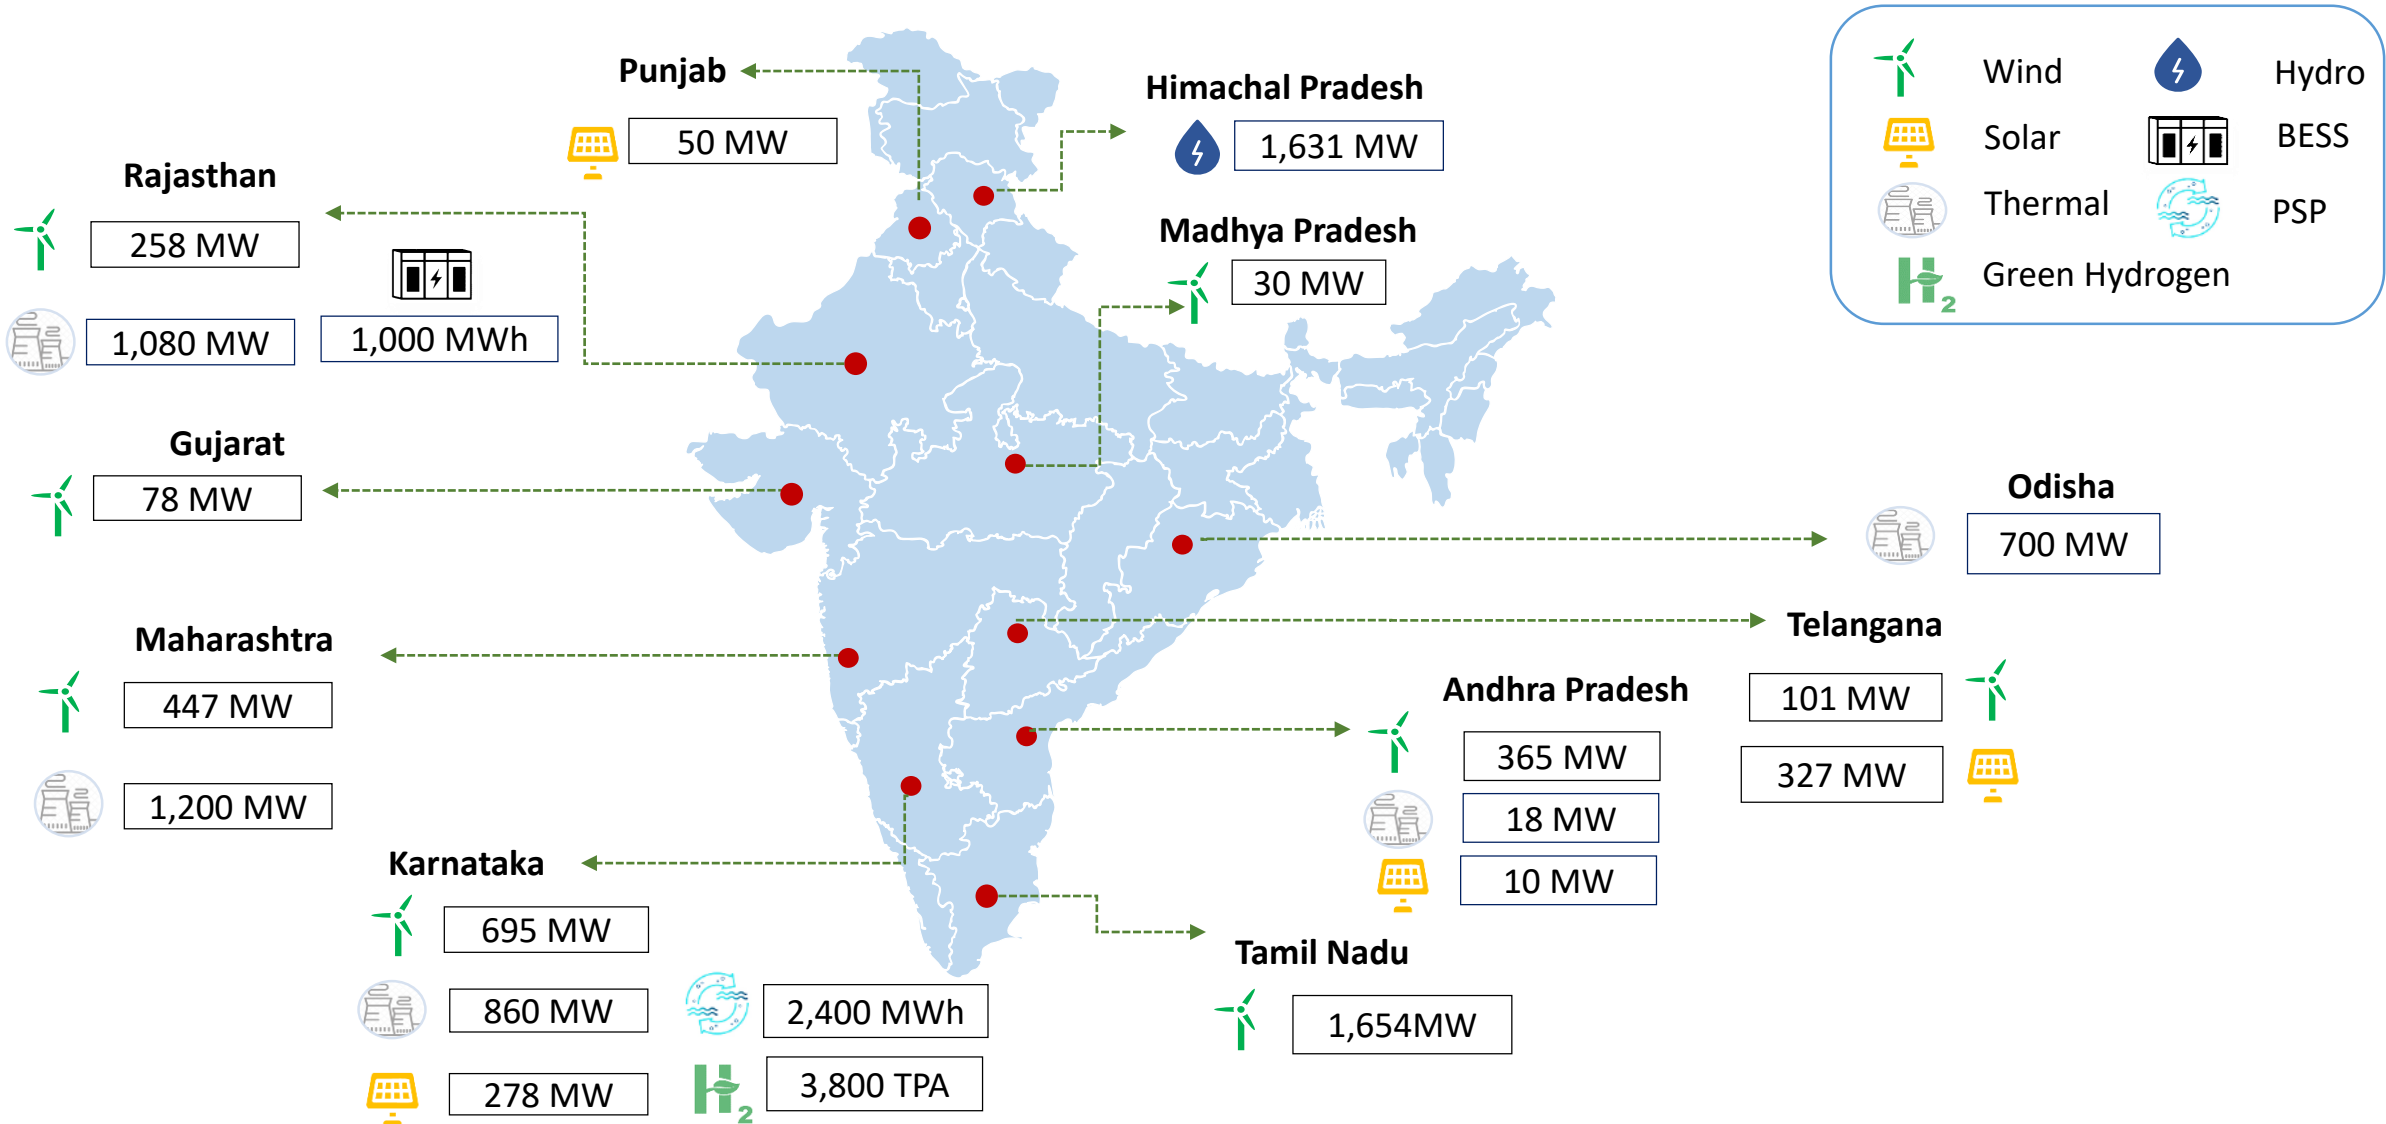 Punjab
50 MW
Himachal Pradesh
1,631 MW
Rajasthan
258 MW
1,080 MW
1,000 MWh
Madhya Pradesh
30 MW
Wind
Hydro
Solar
BESS
Thermal
PSP
H2
Green Hydrogen
Gujarat
78 MW
Odisha
700 MW
Maharashtra
447 MW
1,200 MW
Telangana
101 MW
327 MW
Andhra Pradesh
365 MW
18 MW
10 MW
Karnataka
695 MW
860 MW
2,400 MWh
278 MW
H2
3,800 TPA
Tamil Nadu
1,654MW